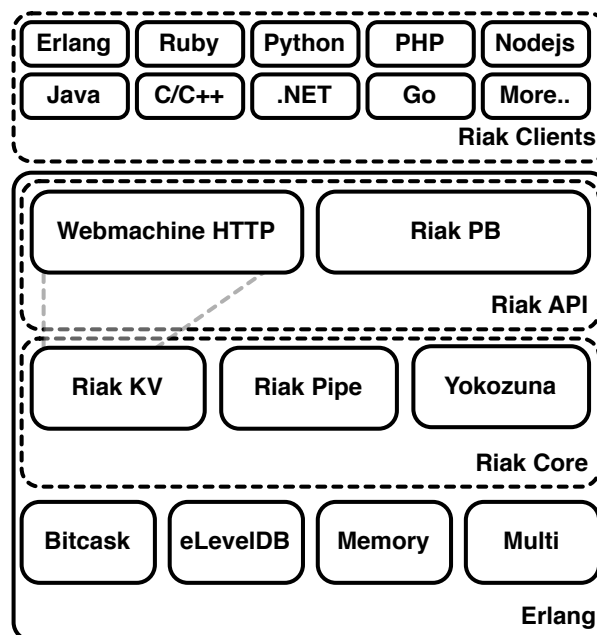 Erlang Ruby Python PHP Nodejs
Java C/C++ .NET Go More..
Riak Clients
Webmachine HTTP Riak PB
Riak API
Riak KV Riak Pipe Yokozuna
Riak Core
Bitcask eLevelDB Memory Multi
Erlang